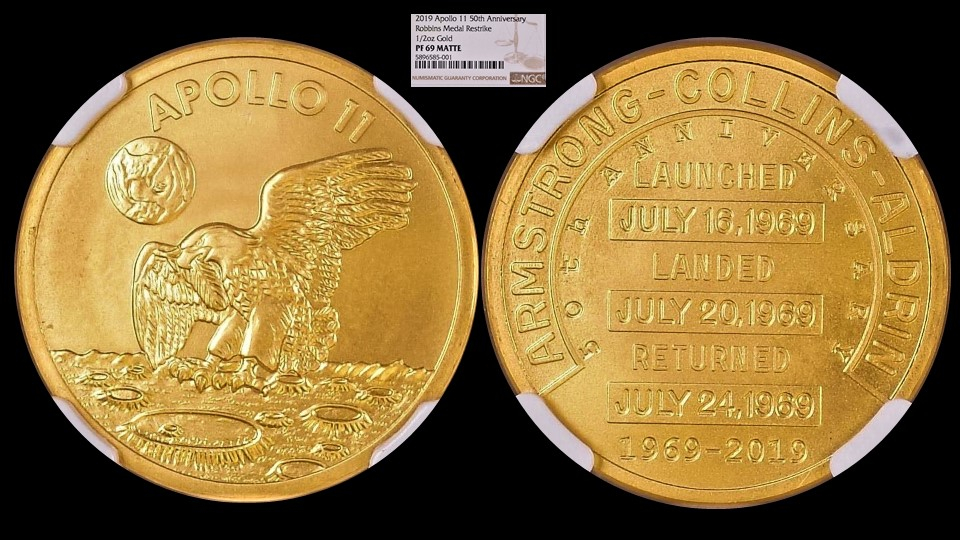 2019 Apollo 11 50th Anniversary
Robbins Medal Restrike
1/2oz Gold
PF 69 MATTE
5896585-001
NUMISMATIC GUARANTY CORPORATION NGC
APOLLO 11
ARMSTRONG-COLLINS-ALDRIN
50th ANNIVERSARY
LAUNCHED
JULY 16,1969
LANDED
JULY 20,1969
RETURNED
JULY 24,1969
1969-2019